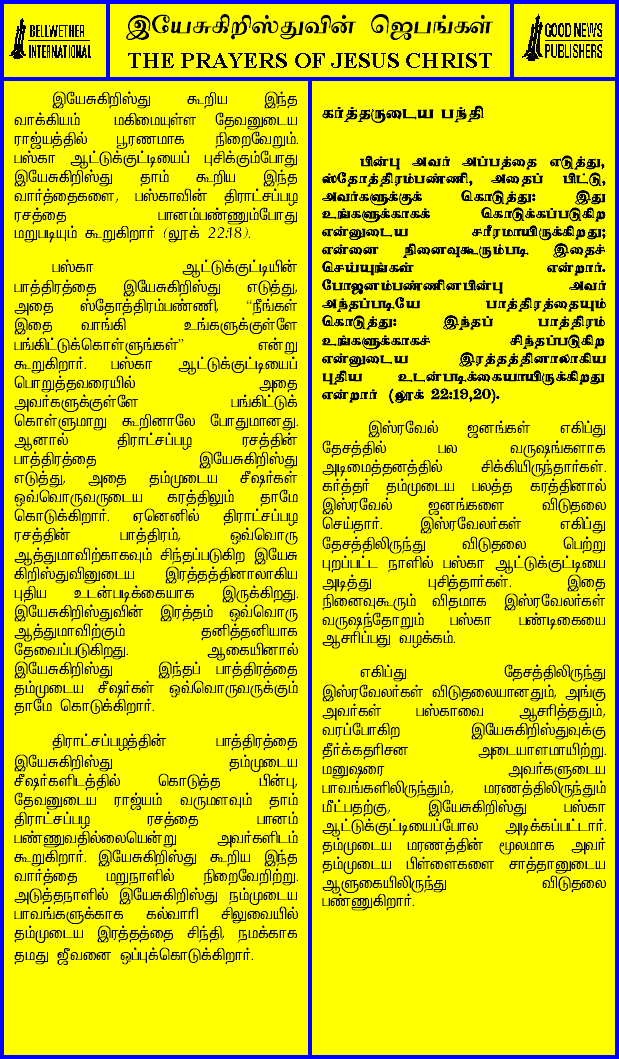 BELLWETHER
INTERNATIONAL
இயேசுகிறிஸ்துவின் ஜெபங்கள்
THE PRAYERS OF JESUS CHRIST
GOOD NEWS
PUBLISHERS
இயேசுகிறிஸ்து கூறிய இந்த
வாக்கியம் மகிமையுள்ள தேவனுடைய
ராஜ்யத்தில் பூரணமாக நிறைவேறும்.
பஸ்கா ஆட்டுக்குட்டியைப் புசிக்கும்போது
இயேசுகிறிஸ்து தாம் கூறிய இந்த
வார்த்தைகளை, பஸ்காவின் திராட்சப்பழ
ரசத்தை பானம்பண்ணும்போது
மறுபடியும் கூறுகிறார் (லூக் 22:18).
பஸ்கா ஆட்டுக்குட்டியின்
பாத்திரத்தை இயேசுகிறிஸ்து எடுத்து,
அதை ஸ்தோத்திரம்பண்ணி, “நீங்கள்
இதை வாங்கி உங்களுக்குள்ளே
பங்கிட்டுக்கொள்ளுங்கள்” என்று
கூறுகிறார். பஸ்கா ஆட்டுக்குட்டியைப்
பொறுத்தவரையில் அதை
அவர்களுக்குள்ளே பங்கிட்டுக்
கொள்ளுமாறு கூறினாலே போதுமானது.
ஆனால் திராட்சப்பழ ரசத்தின்
பாத்திரத்தை இயேசுகிறிஸ்து
எடுத்து, அதை தம்முடைய சீஷர்கள்
ஒவ்வொருவருடைய கரத்திலும் தாமே
கொடுக்கிறார். ஏனெனில் திராட்சப்பழ
ரசத்தின் பாத்திரம், ஒவ்வொரு
ஆத்துமாவிற்காகவும் சிந்தப்படுகிற இயேசு
கிறிஸ்துவினுடைய இரத்தத்தினாலாகிய
புதிய உடன்படிக்கையாக இருக்கிறது.
இயேசுகிறிஸ்துவின் இரத்தம் ஒவ்வொரு
ஆத்துமாவிற்கும் தனித்தனியாக
தேவைப்படுகிறது. ஆகையினால்
இயேசுகிறிஸ்து இந்தப் பாத்திரத்தை
தம்முடைய சீஷர்கள் ஒவ்வொருவருக்கும்
தாமே கொடுக்கிறார்.
திராட்சப்பழத்தின் பாத்திரத்தை
இயேசுகிறிஸ்து தம்முடைய
சீஷர்களிடத்தில் கொடுத்த பின்பு,
தேவனுடைய ராஜ்யம் வருமளவும் தாம்
திராட்சப்பழ ரசத்தை பானம்
பண்ணுவதில்லையென்று அவர்களிடம்
கூறுகிறார். இயேசுகிறிஸ்து கூறிய இந்த
வார்த்தை மறுநாளில் நிறைவேறிற்று.
அடுத்தநாளில் இயேசுகிறிஸ்து நம்முடைய
பாவங்களுக்காக கல்வாரி சிலுவையில்
தம்முடைய இரத்தத்தை சிந்தி, நமக்காக
தமது ஜீவனை ஒப்புக்கொடுக்கிறார்.
கர்த்தருடைய பந்தி
பின்பு அவர் அப்பத்தை எடுத்து,
ஸ்தோத்திரம்பண்ணி, அதைப் பிட்டு,
அவர்களுக்குக் கொடுத்து: இது
உங்களுக்காகக் கொடுக்கப்படுகிற
என்னுடைய சரீரமாயிருக்கிறது;
என்னை நினைவுகூரும்படி இதைச்
செய்யுங்கள் என்றார்.
போஜனம்பண்ணினபின்பு அவர்
அந்தப்படியே பாத்திரத்தையும்
கொடுத்து: இந்தப் பாத்திரம்
உங்களுக்காகச் சிந்தப்படுகிற
என்னுடைய இரத்தத்தினாலாகிய
புதிய உடன்படிக்கையாயிருக்கிறது
என்றார் (லூக் 22:19,20).
இஸ்ரவேல் ஜனங்கள் எகிப்து
தேசத்தில் பல வருஷங்களாக
அடிமைத்தனத்தில் சிக்கியிருந்தார்கள்.
கர்த்தர் தம்முடைய பலத்த கரத்தினால்
இஸ்ரவேல் ஜனங்களை விடுதலை
செய்தார். இஸ்ரவேலர்கள் எகிப்து
தேசத்திலிருந்து விடுதலை பெற்று
புறப்பட்ட நாளில் பஸ்கா ஆட்டுக்குட்டியை
அடித்து புசித்தார்கள். இதை
நினைவுகூரும் விதமாக இஸ்ரவேலர்கள்
வருஷந்தோறும் பஸ்கா பண்டிகையை
ஆசரிப்பது வழக்கம்.
எகிப்து தேசத்திலிருந்து
இஸ்ரவேலர்கள் விடுதலையானதும், அங்கு
அவர்கள் பஸ்காவை ஆசரித்ததும்,
வரப்போகிற இயேசுகிறிஸ்துவுக்கு
தீர்க்கதரிசன அடையாளமாயிற்று.
மனுஷரை அவர்களுடைய
பாவங்களிலிருந்தும், மரணத்திலிருந்தும்
மீட்பதற்கு, இயேசுகிறிஸ்து பஸ்கா
ஆட்டுக்குட்டியைப்போல அடிக்கப்பட்டார்.
தம்முடைய மரணத்தின் மூலமாக அவர்
தம்முடைய பிள்ளைகளை சாத்தானுடைய
ஆளுகையிலிருந்து விடுதலை
பண்ணுகிறார்.